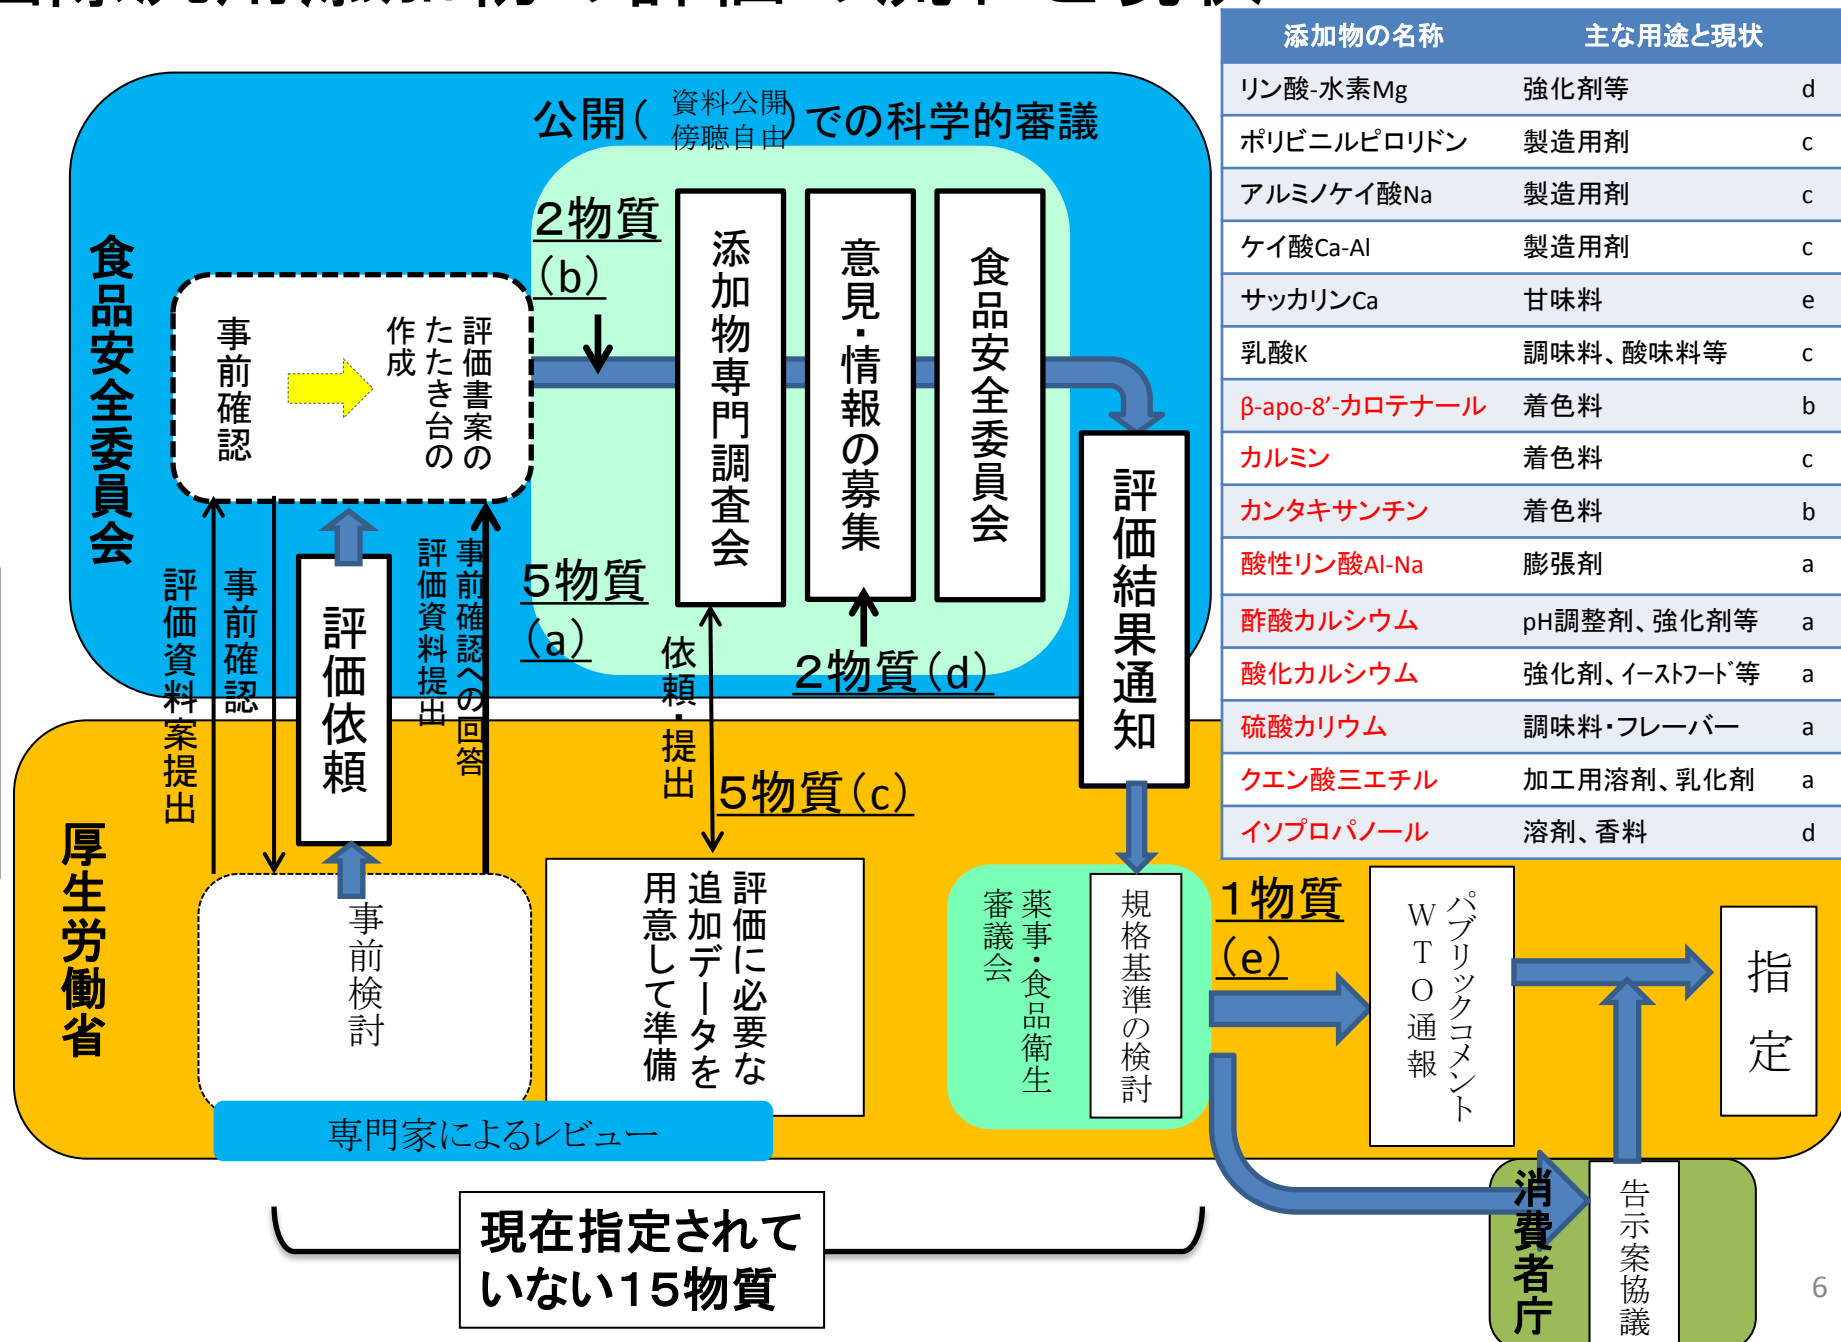 添加物の名称 主な用途と現状
リン酸-水素Mg 強化剤等 d
ポリビニルピロリドン 製造用剤 c
アルミノケイ酸Na 製造用剤 c
ケイ酸Ca-Al 製造用剤 c
サッカリンCa 甘味料 e
乳酸K 調味料、酸味料等 c
β-apo-8’-カロテナール 着色料 b
カルミン 着色料 c
カンタキサンチン 着色料 b
酸性リン酸Al-Na 膨張剤 a
酢酸カルシウム pH調整剤、強化剤等 a
酸化カルシウム 強化剤、ｲｰｽﾄﾌｰﾄﾞ等 a
硫酸カリウム 調味料・フレーバー a
クエン酸三エチル 加工用溶剤、乳化剤 a
イソプロパノール 溶剤、香料 d
公開（資料公開
傍聴自由）での科学的審議
食品安全委員会
事前確認
評価書案の
たたき台の
作成
２物質
（b）
添加物専門調査会
意見・情報の募集
食品安全委員会
評価結果通知
５物質
（a）
２物質（d）
評価資料案提出
事前確認
評価依頼
事前確認への回答
評価資料提出
依頼・提出
５物質（c）
厚生労働省
事前検討
評価に必要な
追加データを
用意して準備
専門家によるレビュー
薬事・食品衛生
審議会
規格基準の検討
１物質
（e）
パブリックコメント
ＷＴＯ通報
指定
消費者庁
告示案協議
現在指定されて
いない１５物質
6